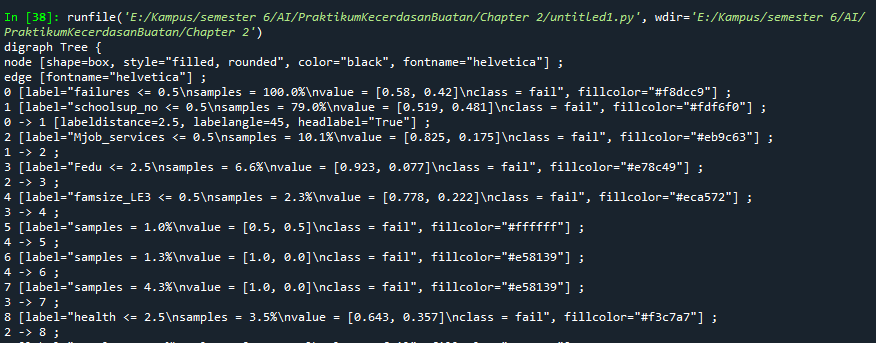 In [38]: runfile('E:/Kampus/semester 6/AI/PraktikumKecerdasanBuatan/Chapter 2/untitled1.py', wdir='E:/Kampus/semester 6/AI/
PraktikumKecerdasanBuatan/Chapter 2')
digraph Tree {
node [shape=box, style="filled, rounded", color="black", fontname="helvetica"] ;
edge [fontname="helvetica"] ;
0 [label="failures <= 0.5\nsamples = 100.0%\nvalue = [0.58, 0.42]\nclass = fail", fillcolor="#f8dcc9"] ;
1 [label="schoolsup_no <= 0.5\nsamples = 79.0%\nvalue = [0.519, 0.481]\nclass = fail", fillcolor="#fdf6f0"] ;
0 -> 1 [labeldistance=2.5, labelangle=45, headlabel="True"] ;
2 [label="Mjob_services <= 0.5\nsamples = 10.1%\nvalue = [0.825, 0.175]\nclass = fail", fillcolor="#eb9c63"] ;
1 -> 2 ;
3 [label="Fedu <= 2.5\nsamples = 6.6%\nvalue = [0.923, 0.077]\nclass = fail", fillcolor="#e78c49"] ;
2 -> 3 ;
4 [label="famsize_LE3 <= 0.5\nsamples = 2.3%\nvalue = [0.778, 0.222]\nclass = fail", fillcolor="#eca572"] ;
3 -> 4 ;
5 [label="samples = 1.0%\nvalue = [0.5, 0.5]\nclass = fail", fillcolor="#ffffff"] ;
4 -> 5 ;
6 [label="samples = 1.3%\nvalue = [1.0, 0.0]\nclass = fail", fillcolor="#e58139"] ;
4 -> 6 ;
7 [label="samples = 4.3%\nvalue = [1.0, 0.0]\nclass = fail", fillcolor="#e58139"] ;
3 -> 7 ;
8 [label="health <= 2.5\nsamples = 3.5%\nvalue = [0.643, 0.357]\nclass = fail", fillcolor="#f3c7a7"] ;
2 -> 8 ;